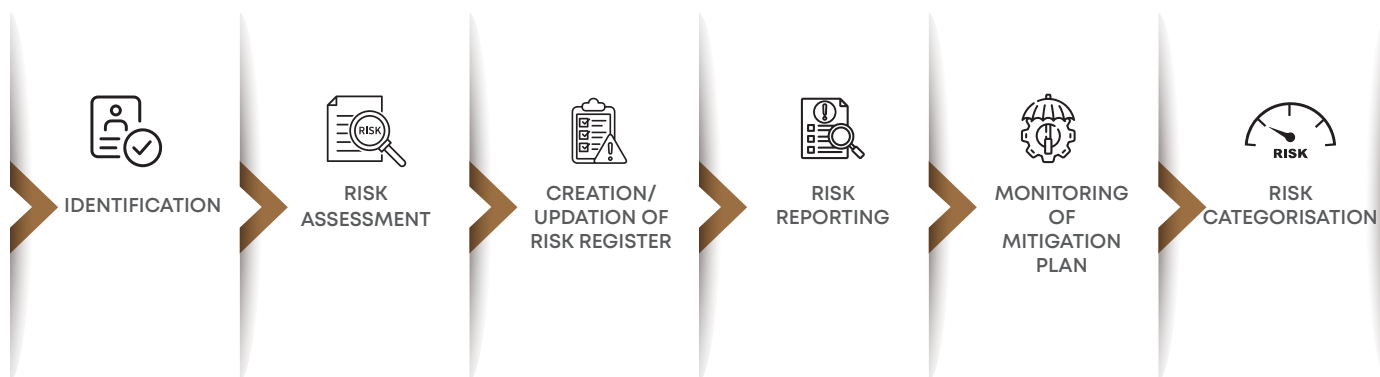 IDENTIFICATION
RISK
RISK
ASSESSMENT
CREATION/
UPDATION OF
RISK REGISTER
RISK
REPORTING
MONITORING
OF
MITIGATION
PLAN
RISK
RISK
CATEGORISATION